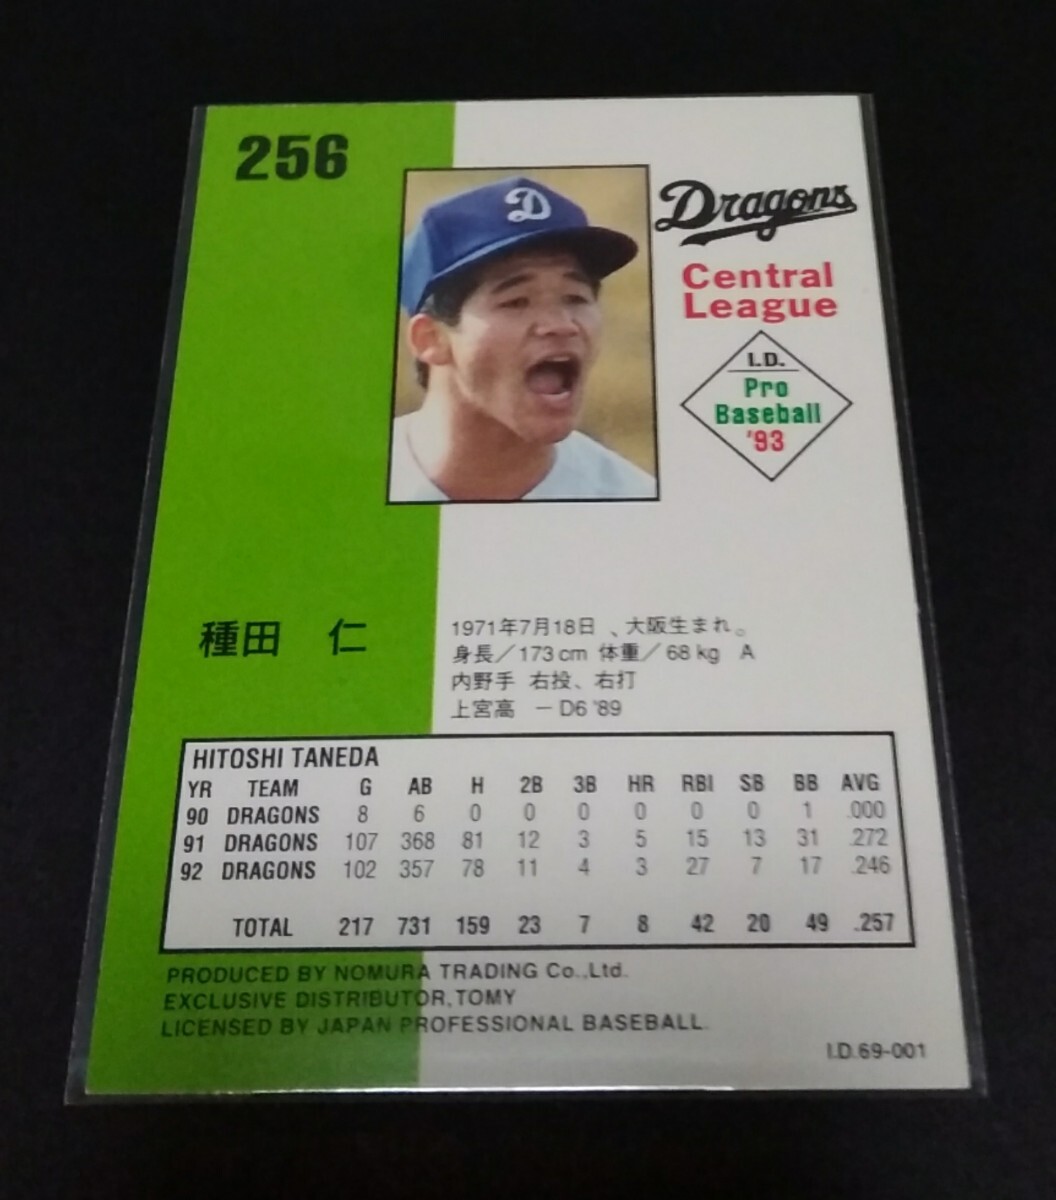 256
D
Dragons
Central
League
I.D.
Pro
Baseball
'93
種田 仁
1971年7月18日 、大阪生まれ。
身長/173cm 体重/68kg A
内野手 右投、右打
上宮高 ーD6 '89
HITOSHI TANEDA
YR TEAM G AB H 2B 3B HR RBI SB BB AVG
90 DRAGONS 8 6 0 0 0 0 0 0 1 .000
91 DRAGONS 107 368 81 12 3 5 15 13 31 .272
92 DRAGONS 102 357 78 11 4 3 27 7 17 .246
TOTAL 217 731 159 23 7 8 42 20 49 .257
PRODUCED BY NOMURA TRADING Co.,Ltd.
EXCLUSIVE DISTRIBUTOR, TOMY
LICENSED BY JAPAN PROFESSIONAL BASEBALL.
I.D.69-001